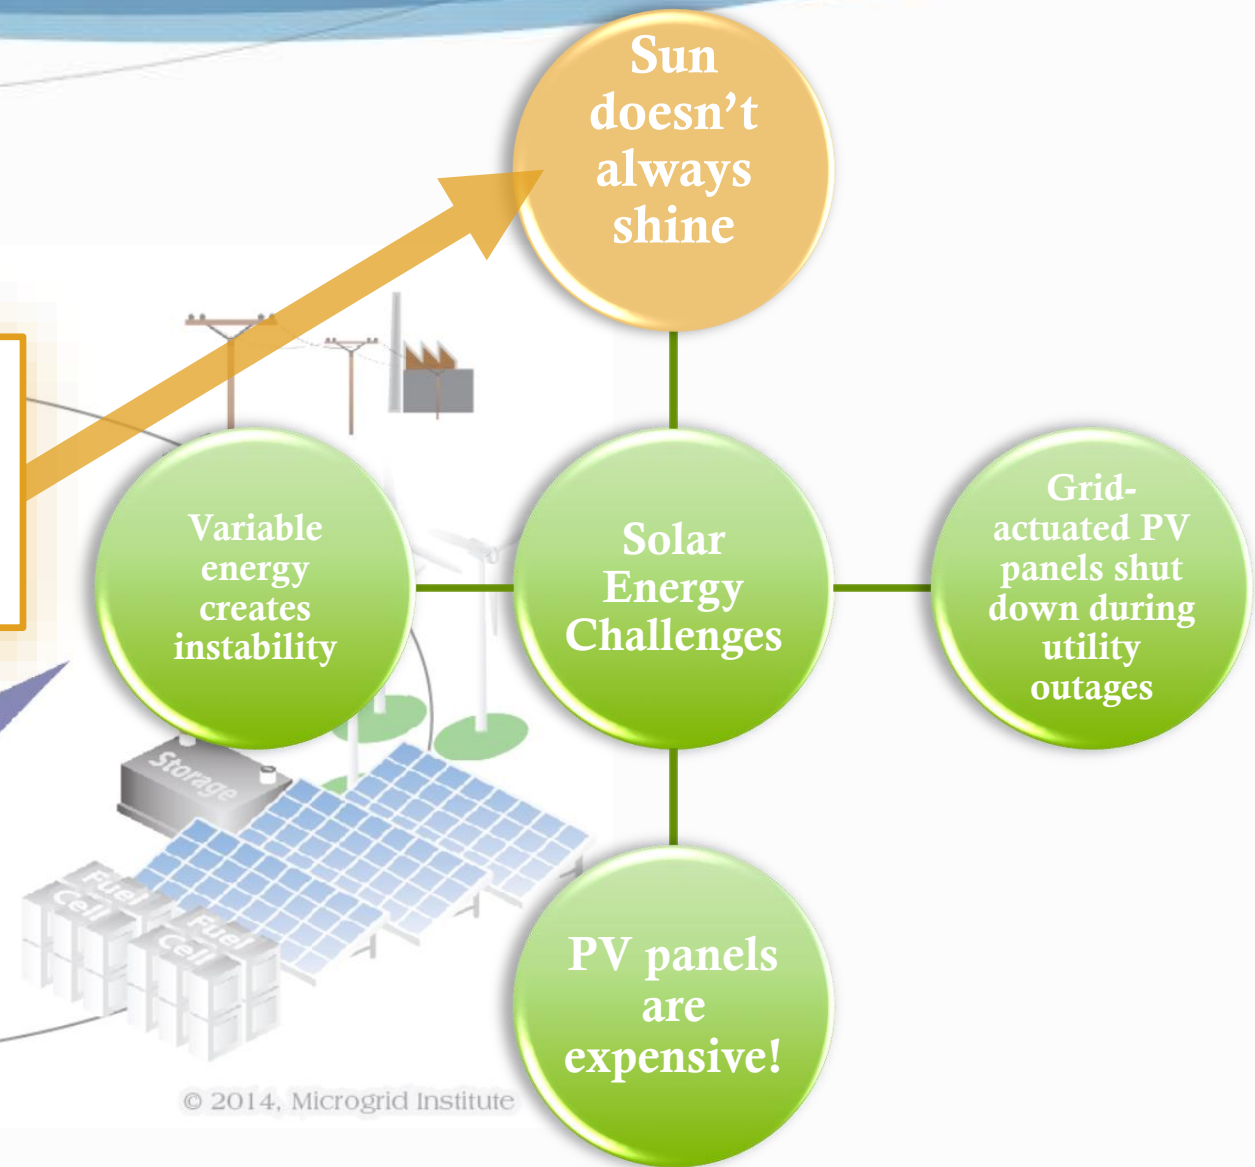 Sun
doesn’t
always
shine
Variable
energy
creates
instability
Solar
Energy
Challenges
Grid-
actuated PV
panels shut
down during
utility
outages
Storage
Fuel
Cell
Fuel
Cell
PV panels
are
expensive!
© 2014, Microgrid Institute